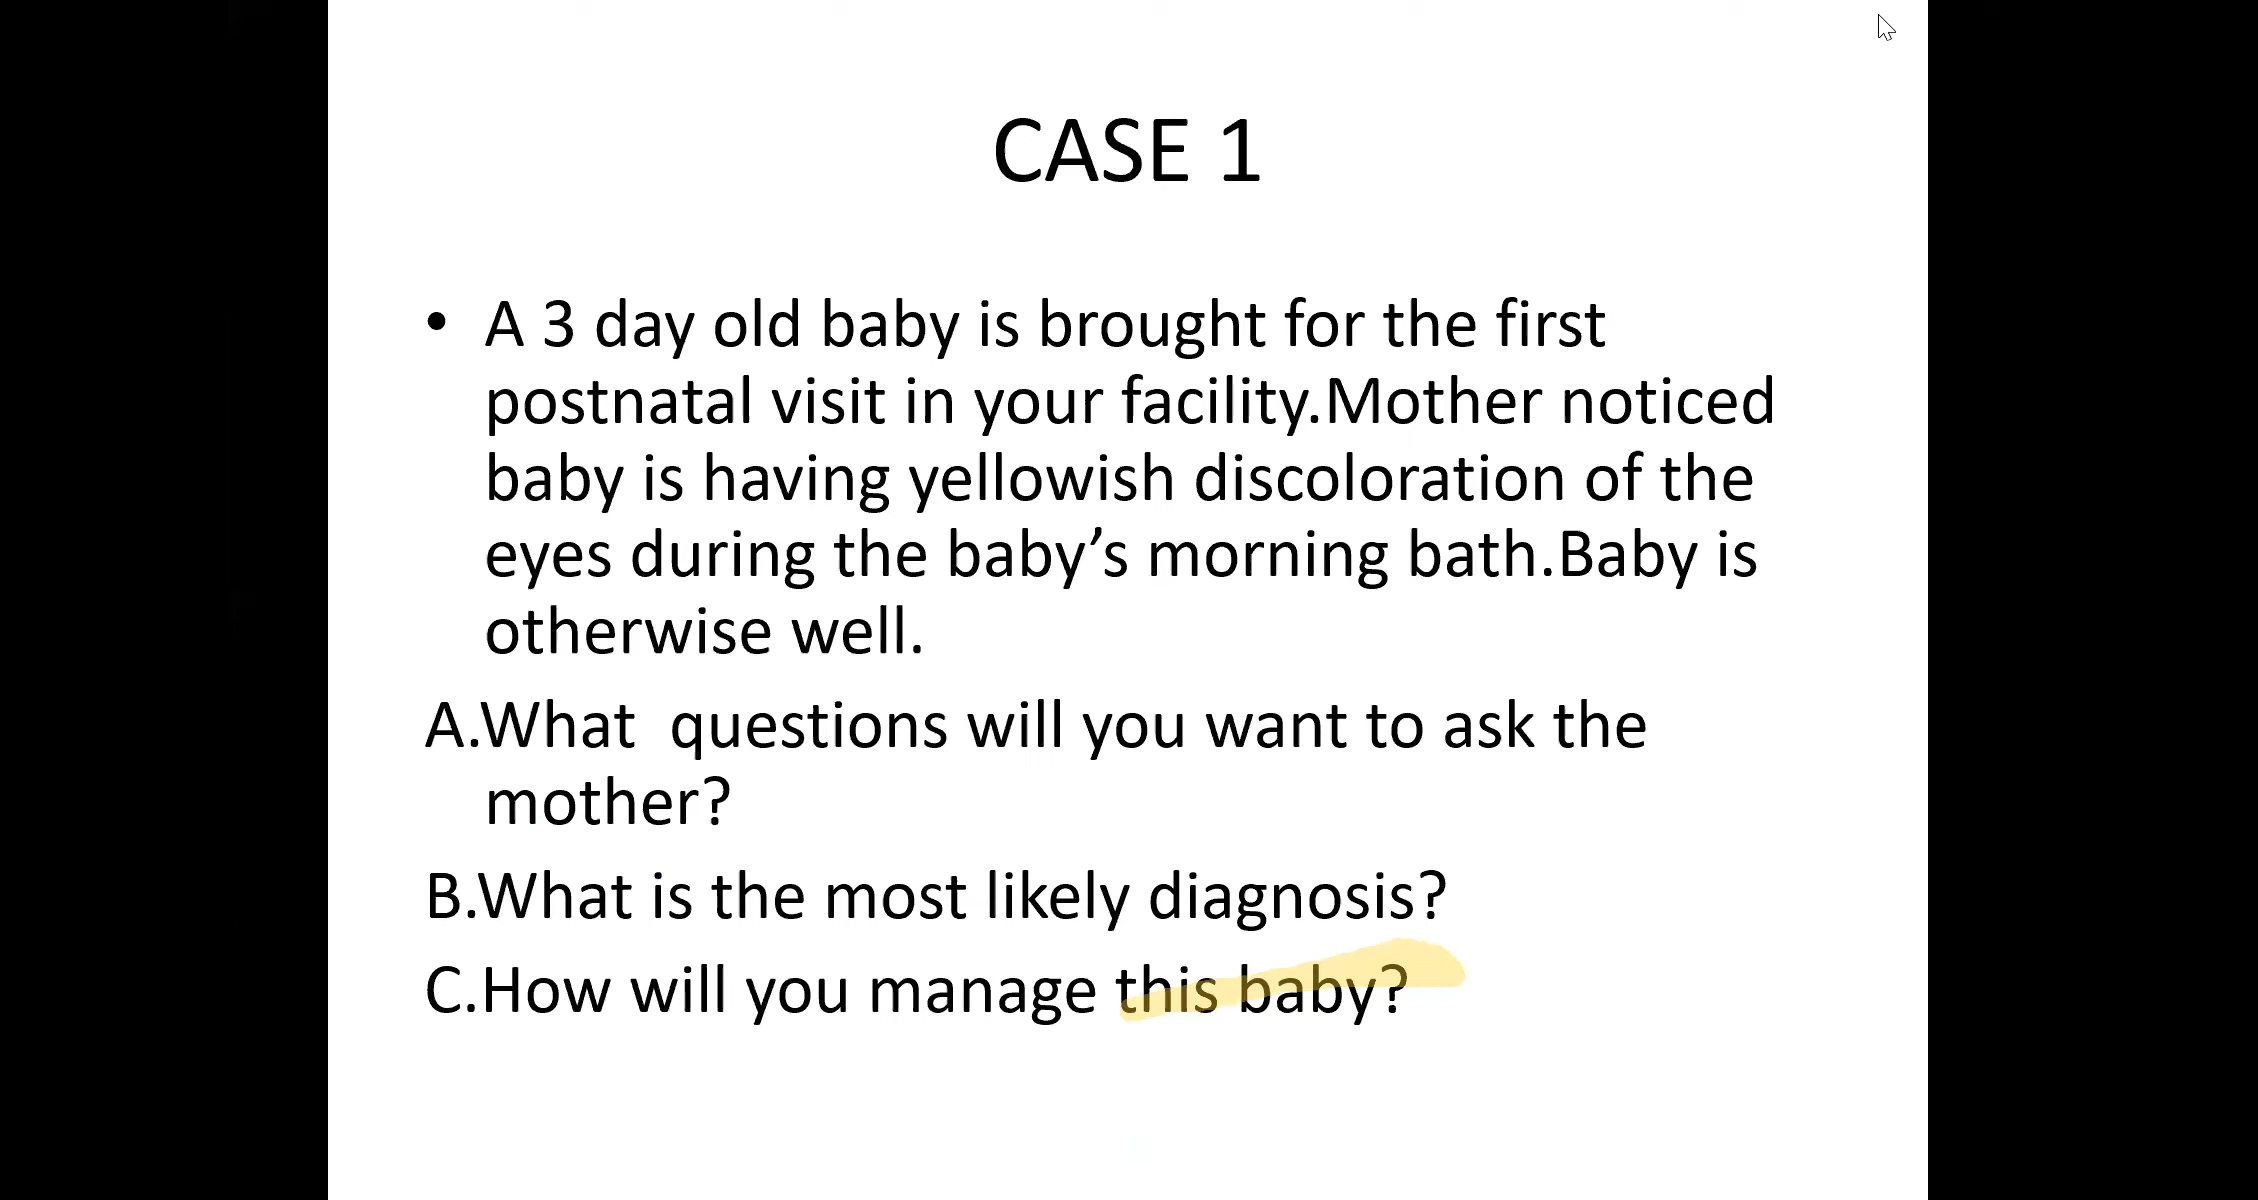 CASE 1
• A 3 day old baby is brought for the first
postnatal visit in your facility.Mother noticed
baby is having yellowish discoloration of the
eyes during the baby’s morning bath.Baby is
otherwise well.
A.What  questions will you want to ask the
mother?
B.What is the most likely diagnosis?
C.How will you manage this baby?